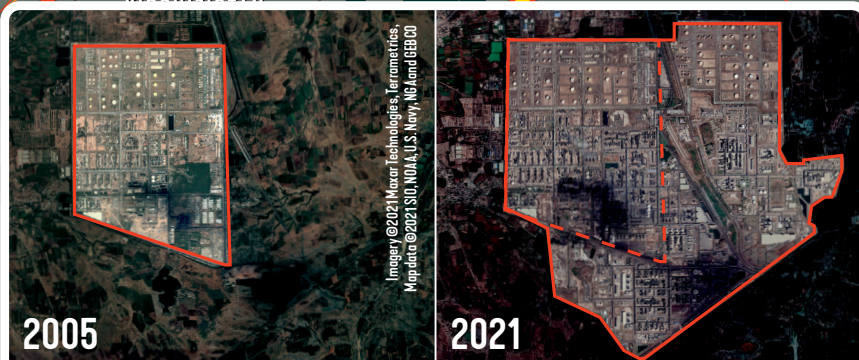 2005
Imagery ©2021 Maxar Technologies, Terrametrics,
Map data ©2021 SIO, NOAA, U.S. Navy, NGA and GEBCO
2021